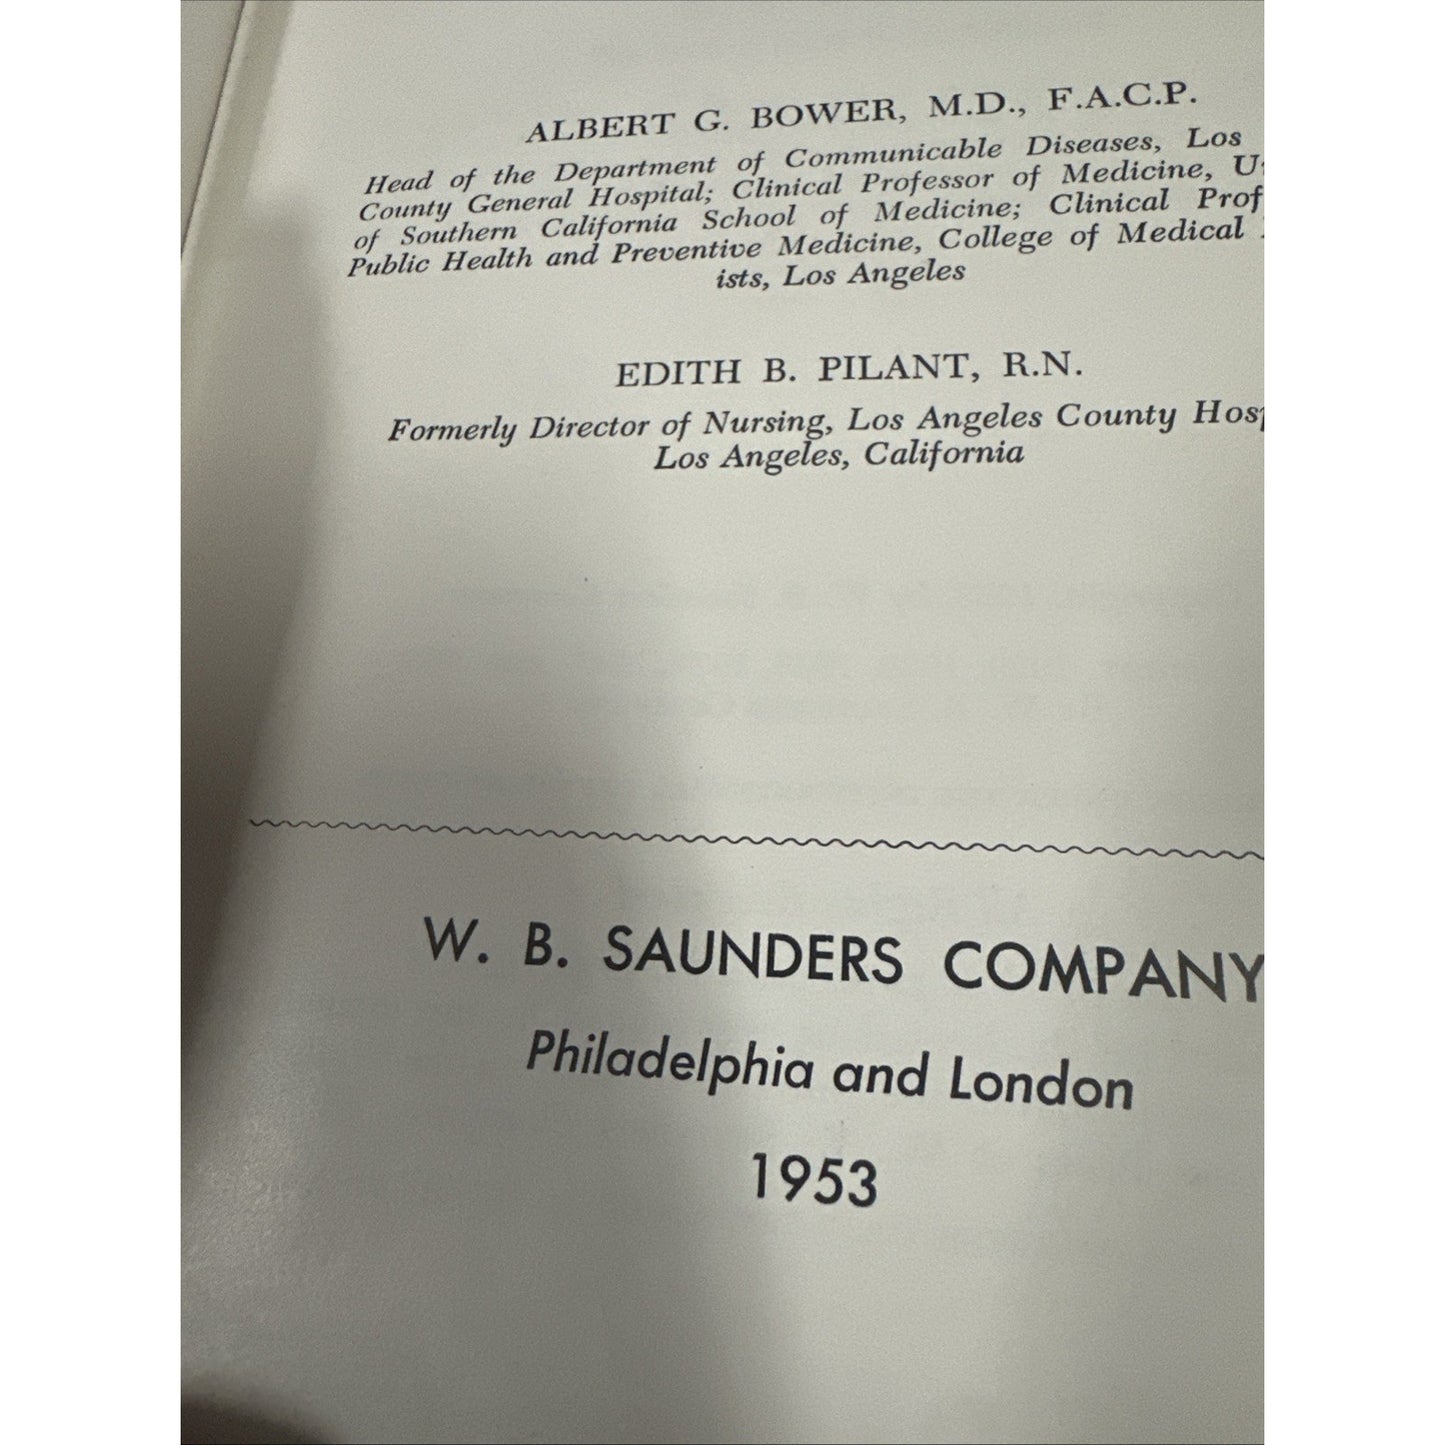 ALBERT G. BOWER, M.D., F.A.C.P.
Head of the Department of Communicable Diseases, Los
County General Hospital; Clinical Professor of Medicine,
of Southern California School of Medicine; Clinical Prof
Public Health and Preventive Medicine, College of Medical
ists, Los Angeles
EDITH B. PILANT, R.N.
Formerly Director of Nursing, Los Angeles County Hosp
Los Angeles, California
W. B. SAUNDERS COMPANY
Philadelphia and London
1953